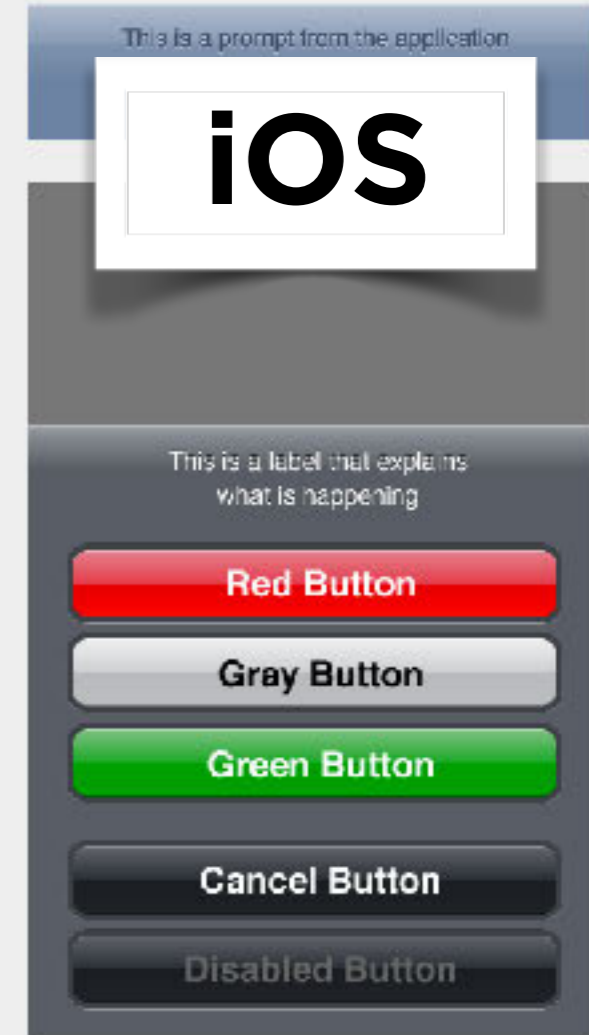 This is a prompt from the application
iOS
This is a label that explains
what is happening
Red Button
Gray Button
Green Button
Cancel Button
Disabled Button